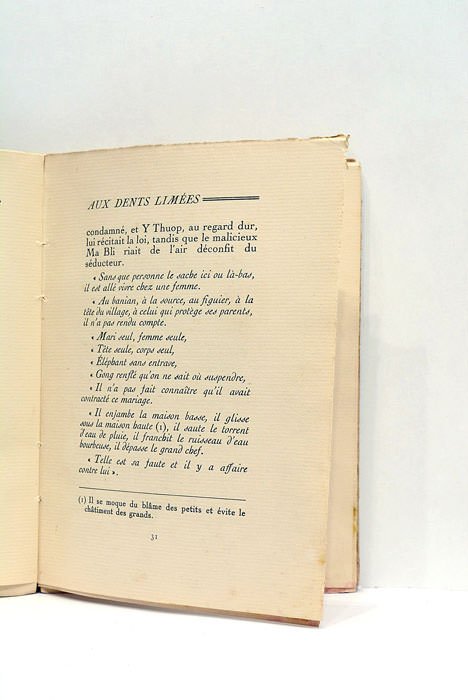 AUX DENTS LIMÉES
condamné, et Y Thuop, au regard dur,
lui récitait la loi, tandis que le malicieux
Ma Bli riait de l'air déconfit du
séducteur.
« Sans que personne le sache ici ou là-bas,
il est allé vivre chez une femme.
« Au banian, à la source, au figuier, à la
tête du village, à celui qui protège ses parents,
il n'a pas rendu compte.
« Mari seul, femme seule,
« Tête seule, corps seul,
« Éléphant sans entrave,
« Gong renflé qu'on ne sait où suspendre,
« Il n'a pas fait connaître qu'il avait
contracté ce mariage.
« Il enjambe la maison basse, il glisse
sous la maison haute (1), il saute le torrent
d'eau de pluie, il franchit le ruisseau d'eau
bourbeuse, il dépasse le grand chef.
« Telle est sa faute et il y a affaire
contre lui ».
(1) Il se moque du blâme des petits et évite le
châtiment des grands.
31